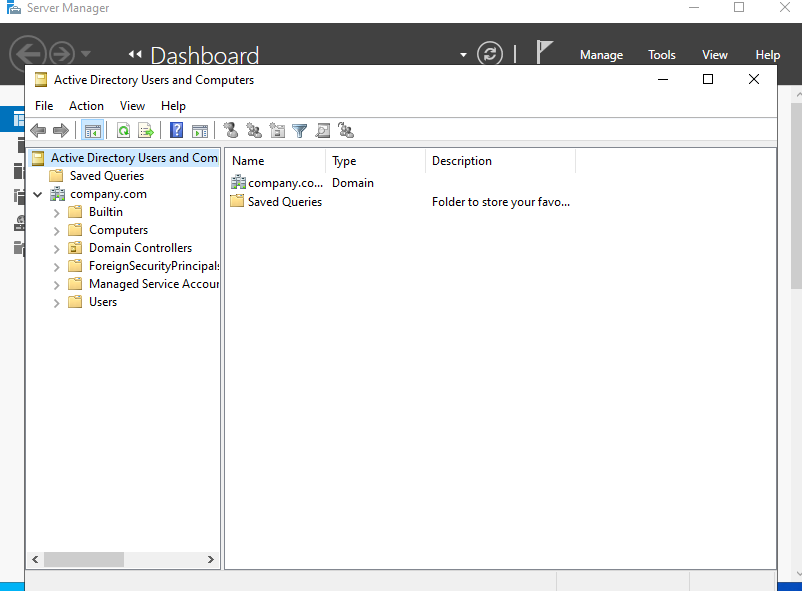 Server Manager
Dashboard
Manage Tools View Help
Active Directory Users and Computers
File Action View Help
Active Directory Users and Com
Saved Queries
company.com
Builtin
Computers
Domain Controllers
ForeignSecurityPrincipals
Managed Service Accour
Users
Name Type Description
company.co... Domain
Saved Queries Folder to store your favo...